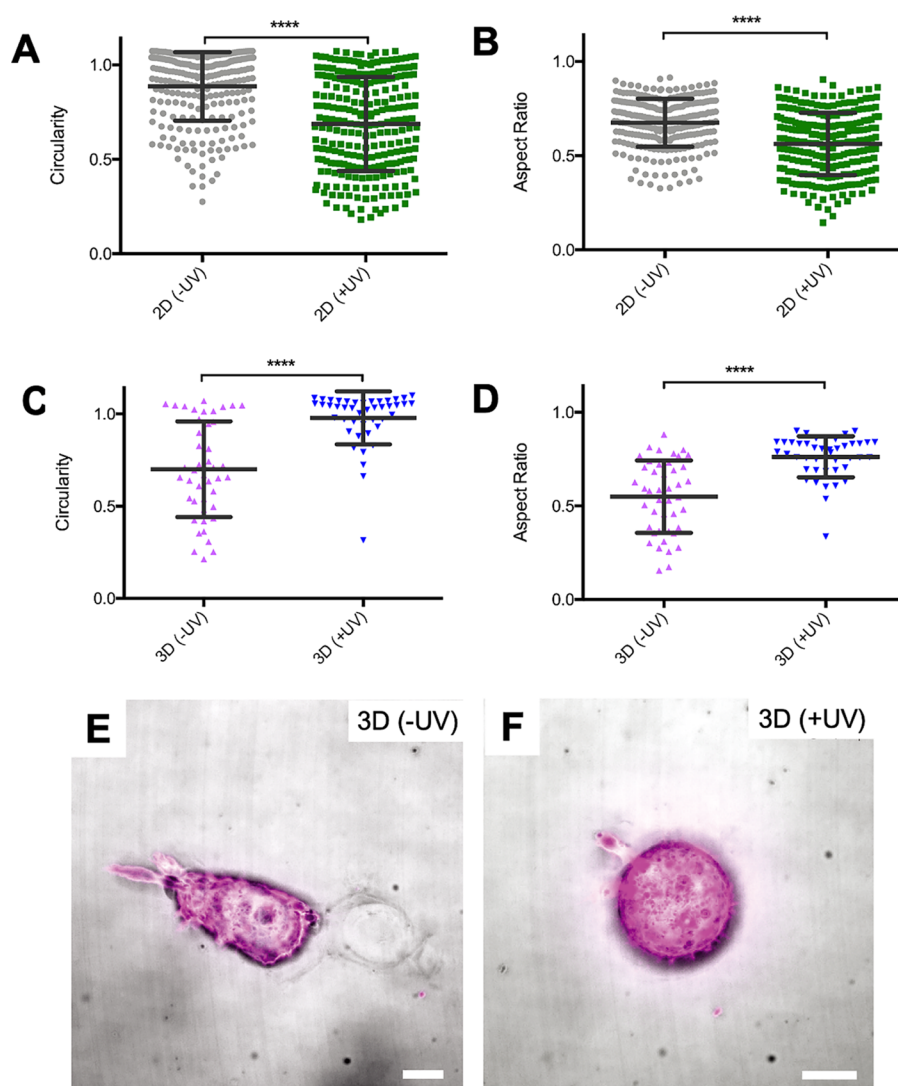 A
****
Circularity
1.0
0.5
0.0
2D (-UV)
2D (+UV)
B
****
Aspect Ratio
1.0
0.5
0.0
2D (-UV)
2D (+UV)
C
****
Circularity
1.0
0.5
0.0
3D (-UV)
3D (+UV)
D
****
Aspect Ratio
1.0
0.5
0.0
3D (-UV)
3D (+UV)
E
3D (-UV)
F
3D (+UV)